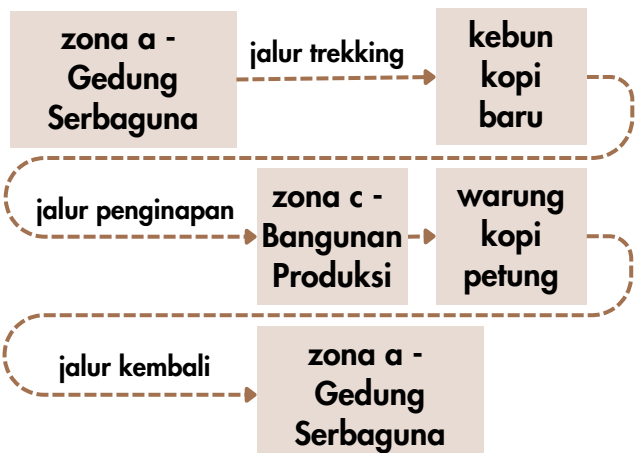 zona a -
Gedung
Serbaguna
jalur trekking
kebun
kopi
baru
jalur penginapan
zona c -
Bangunan
Produksi
warung
kopi
petung
jalur kembali
zona a -
Gedung
Serbaguna